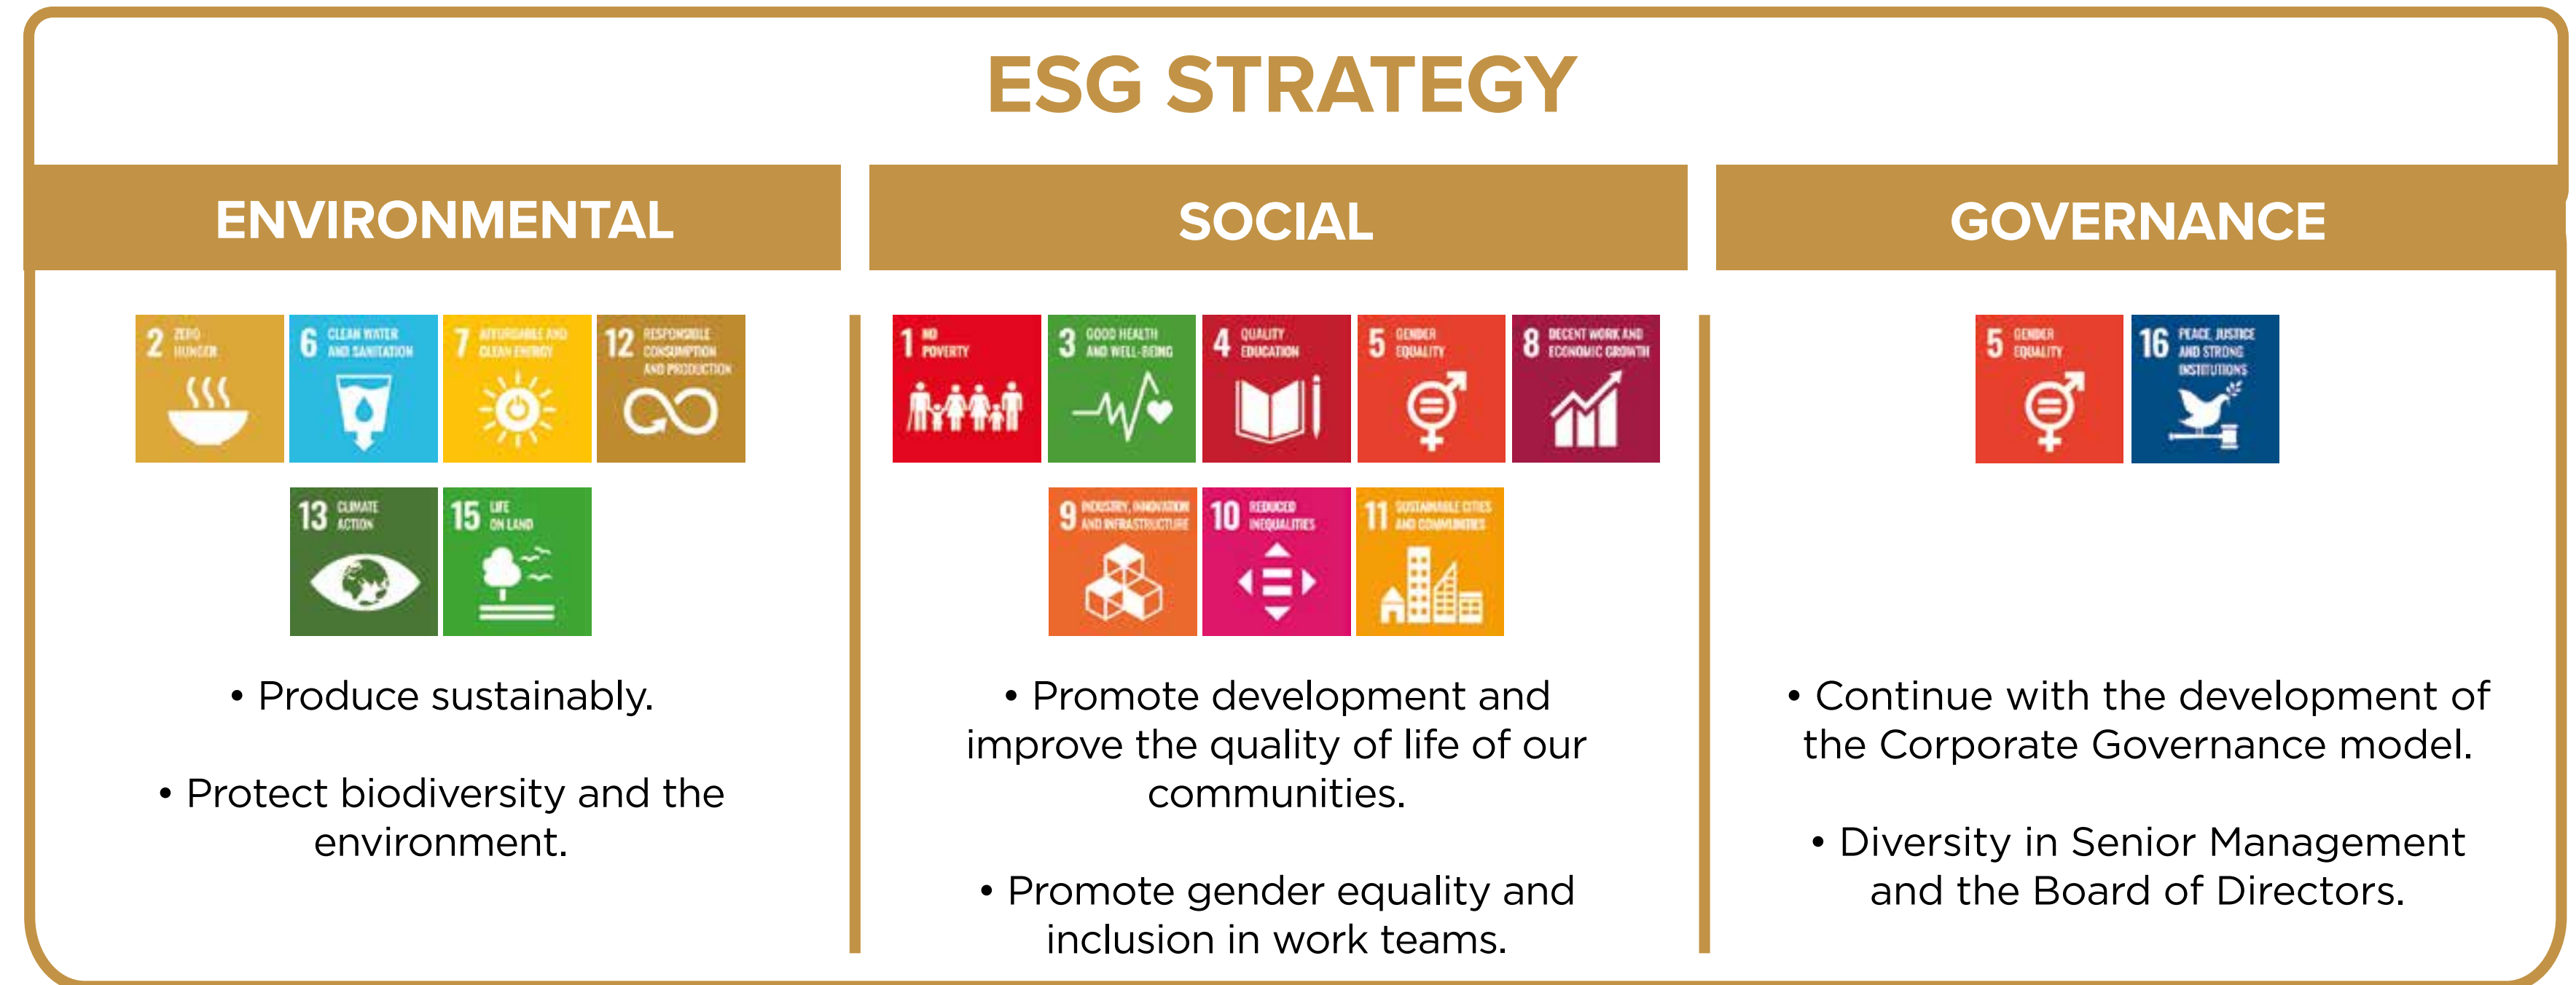 ESG STRATEGY
ENVIRONMENTAL
2 ZERO
HUNGER
6 CLEAN WATER
AND SANITATION
7 AFFORDABLE AND
CLEAN ENERGY
12 RESPONSIBLE
CONSUMPTION
AND PRODUCTION
13 CLIMATE
ACTION
15 LIFE
ON LAND
• Produce sustainably.
• Protect biodiversity and the
environment.
SOCIAL
1 NO
POVERTY
3 GOOD HEALTH
AND WELL-BEING
4 QUALITY
EDUCATION
5 GENDER
EQUALITY
8 DECENT WORK AND
ECONOMIC GROWTH
9 INDUSTRY, INNOVATION
AND INFRASTRUCTURE
10 REDUCED
INEQUALITIES
11 SUSTAINABLE CITIES
AND COMMUNITIES
• Promote development and
improve the quality of life of our
communities.
• Promote gender equality and
inclusion in work teams.
GOVERNANCE
5 GENDER
EQUALITY
16 PEACE, JUSTICE
AND STRONG
INSTITUTIONS
• Continue with the development of
the Corporate Governance model.
• Diversity in Senior Management
and the Board of Directors.